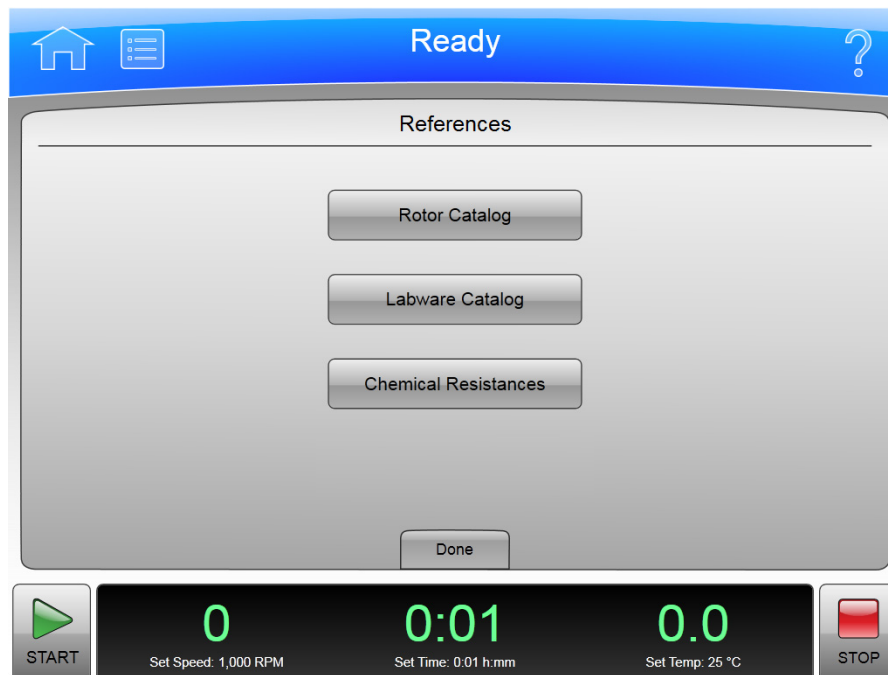 Ready
References
Rotor Catalog
Labware Catalog
Chemical Resistances
Done
START
0
0:01
0.0
STOP
Set Speed: 1,000 RPM
Set Time: 0:01 h:mm
Set Temp: 25 °C